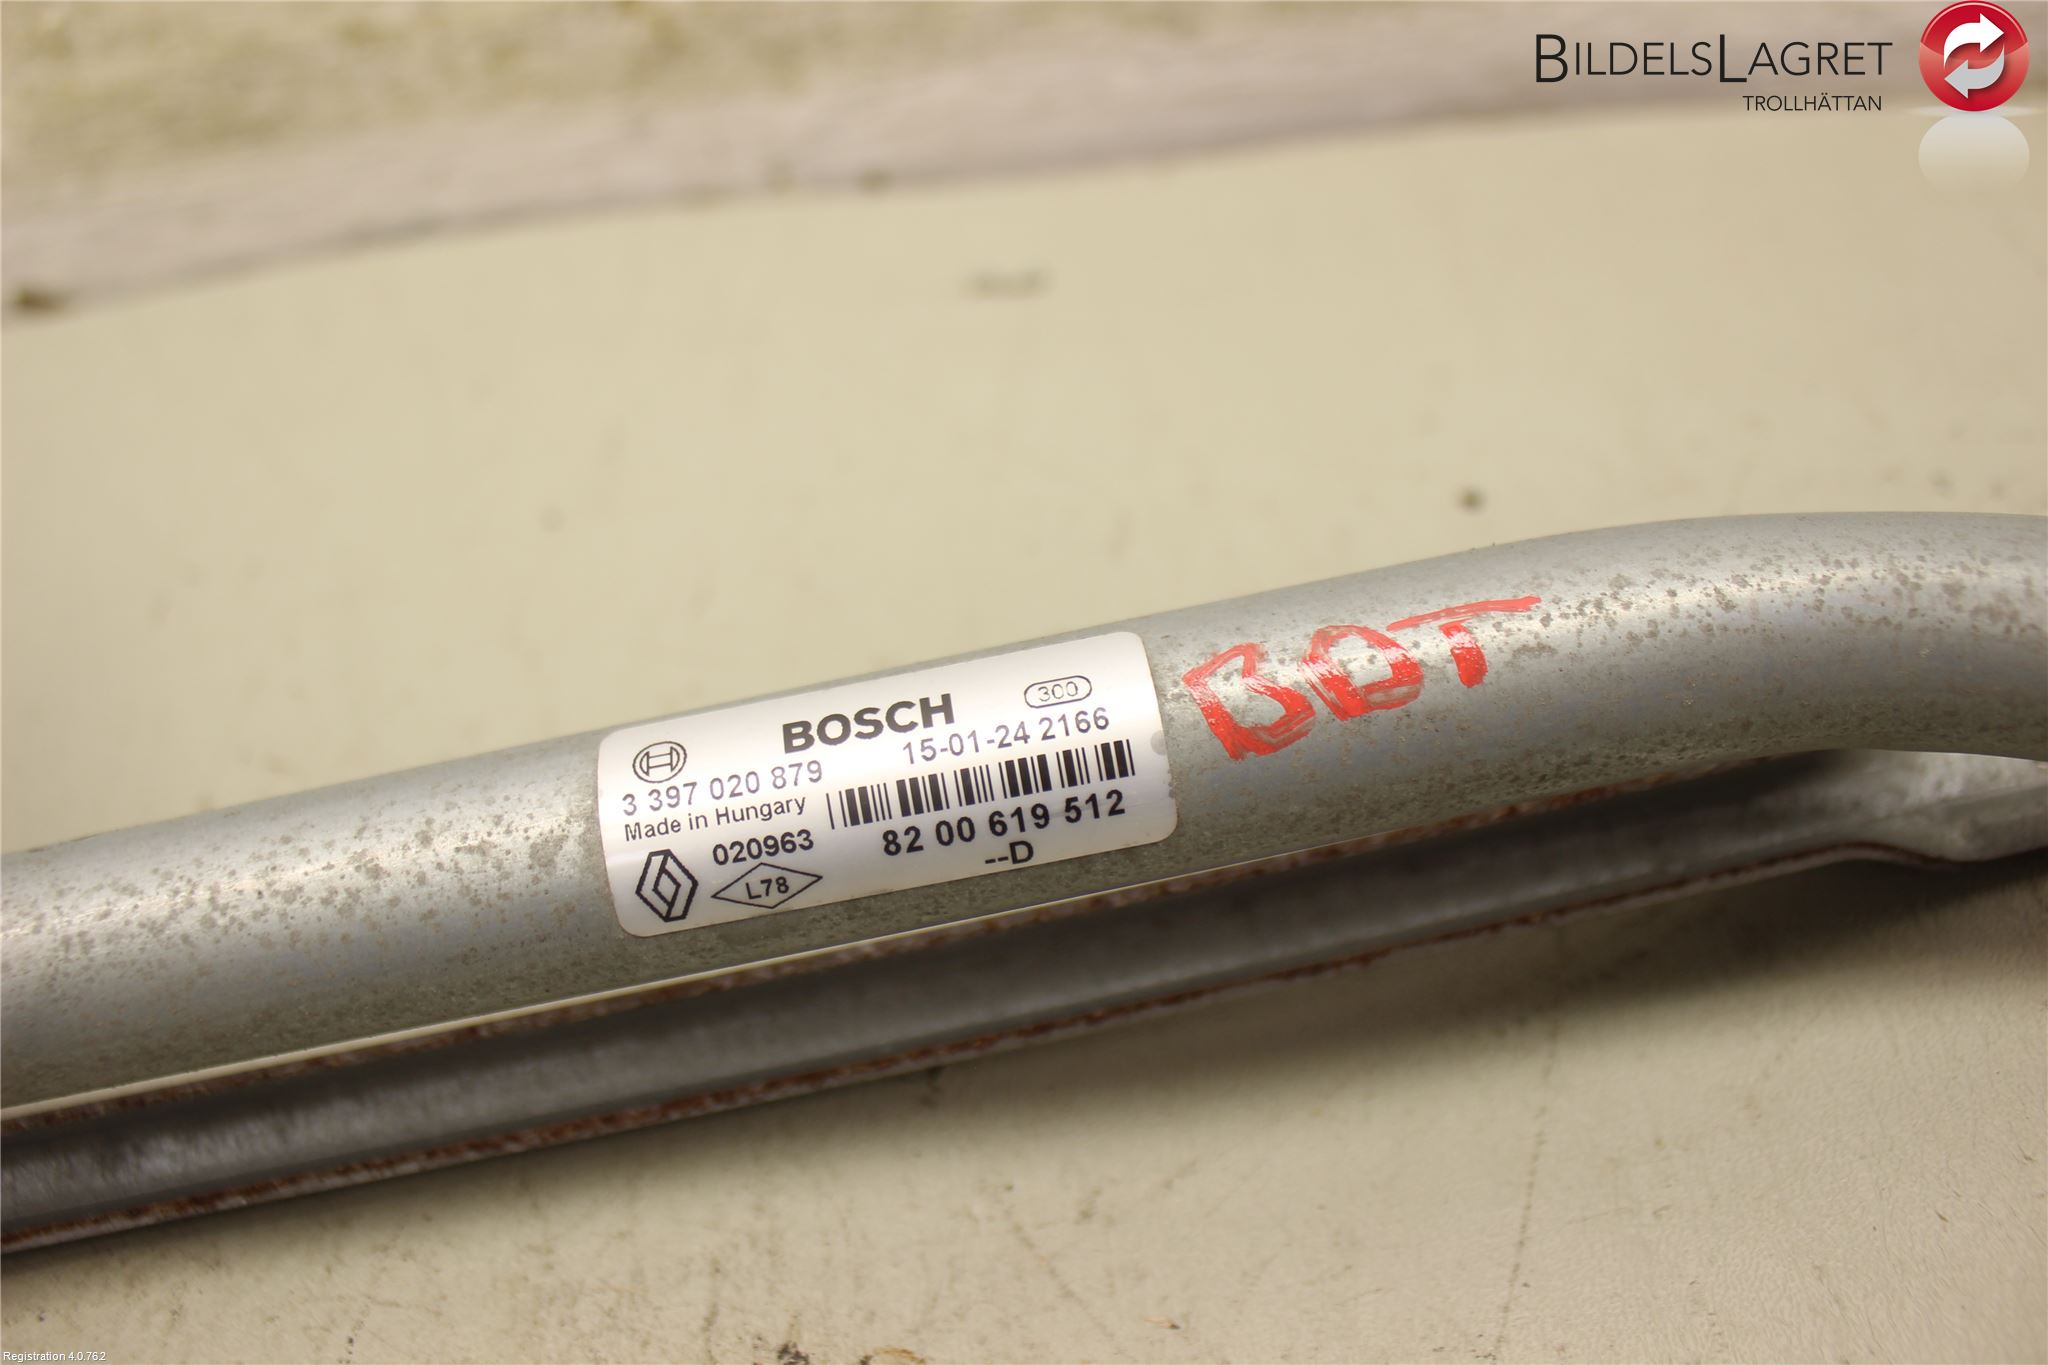 BILDELSLAGRET
TROLLHÄTTAN
BOT
BOSCH 300
3 397 020 879 15-01-24 2166
Made in Hungary
020963 82 00 619 512
L78 --D
Registration 4.0.762